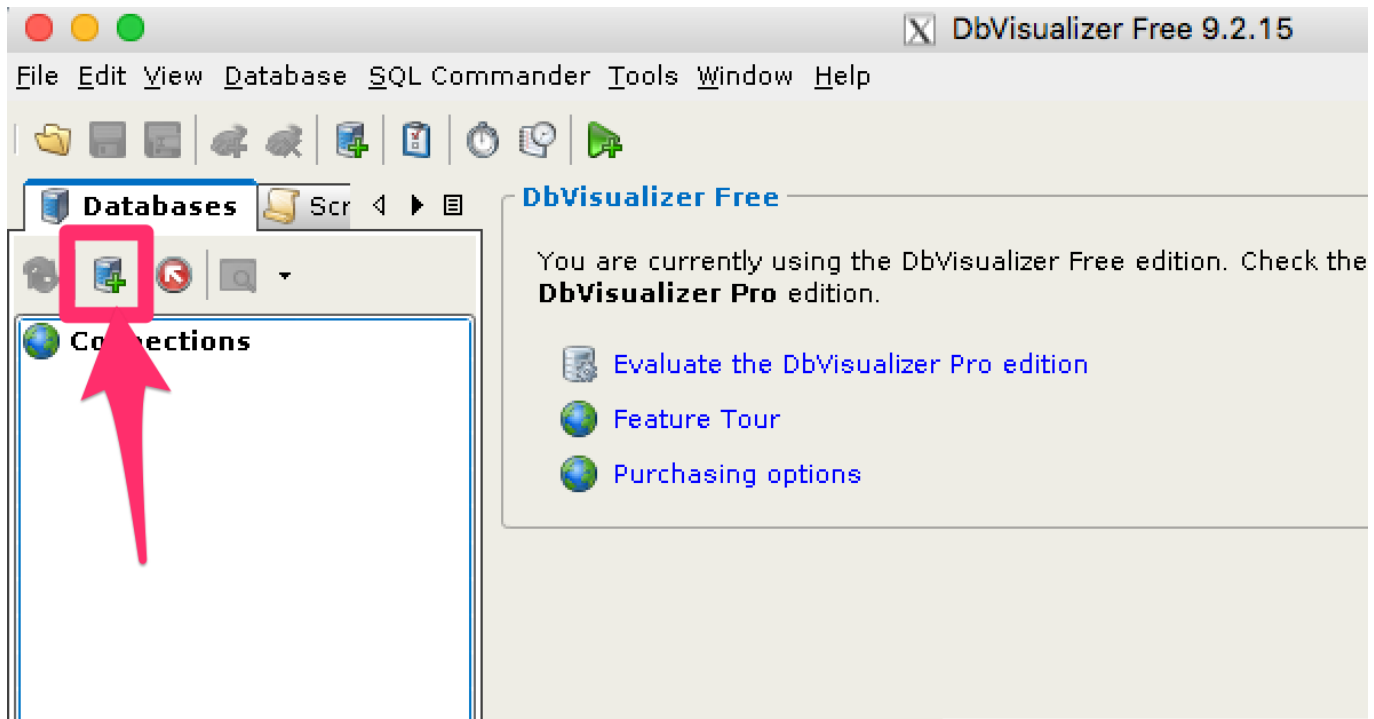 DbVisualizer Free 9.2.15
File Edit View Database SQL Commander Tools Window Help
Databases Scr
DbVisualizer Free
You are currently using the DbVisualizer Free edition. Check the
DbVisualizer Pro edition.
Connections
Evaluate the DbVisualizer Pro edition
Feature Tour
Purchasing options